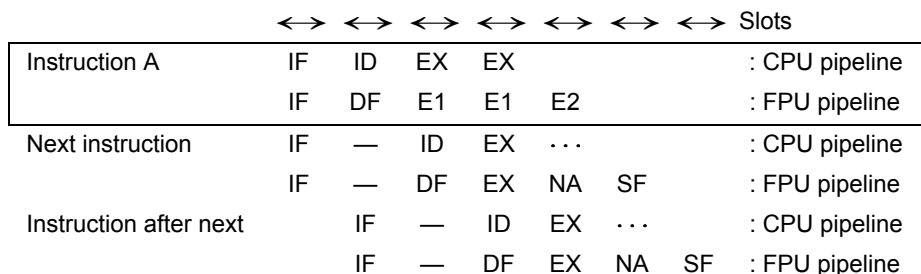 ←→ ←→ ←→ ←→ ←→ ←→ ←→ Slots
Instruction A IF ID EX EX : CPU pipeline
IF DF E1 E1 E2 : FPU pipeline
Next instruction IF — ID EX ··· : CPU pipeline
IF — DF EX NA SF : FPU pipeline
Instruction after next IF — ID EX ··· : CPU pipeline
IF — DF EX NA SF : FPU pipeline